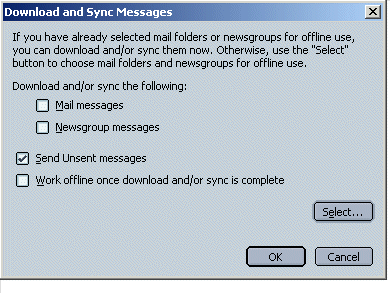 Download and Sync Messages
If you have already selected mail folders or newsgroups for offline use,
you can download and/or sync them now. Otherwise, use the "Select"
button to choose mail folders and newsgroups for offline use.
Download and/or sync the following:
Mail messages
Newsgroup messages
Send Unsent messages
Work offline once download and/or sync is complete
Select...
OK
Cancel